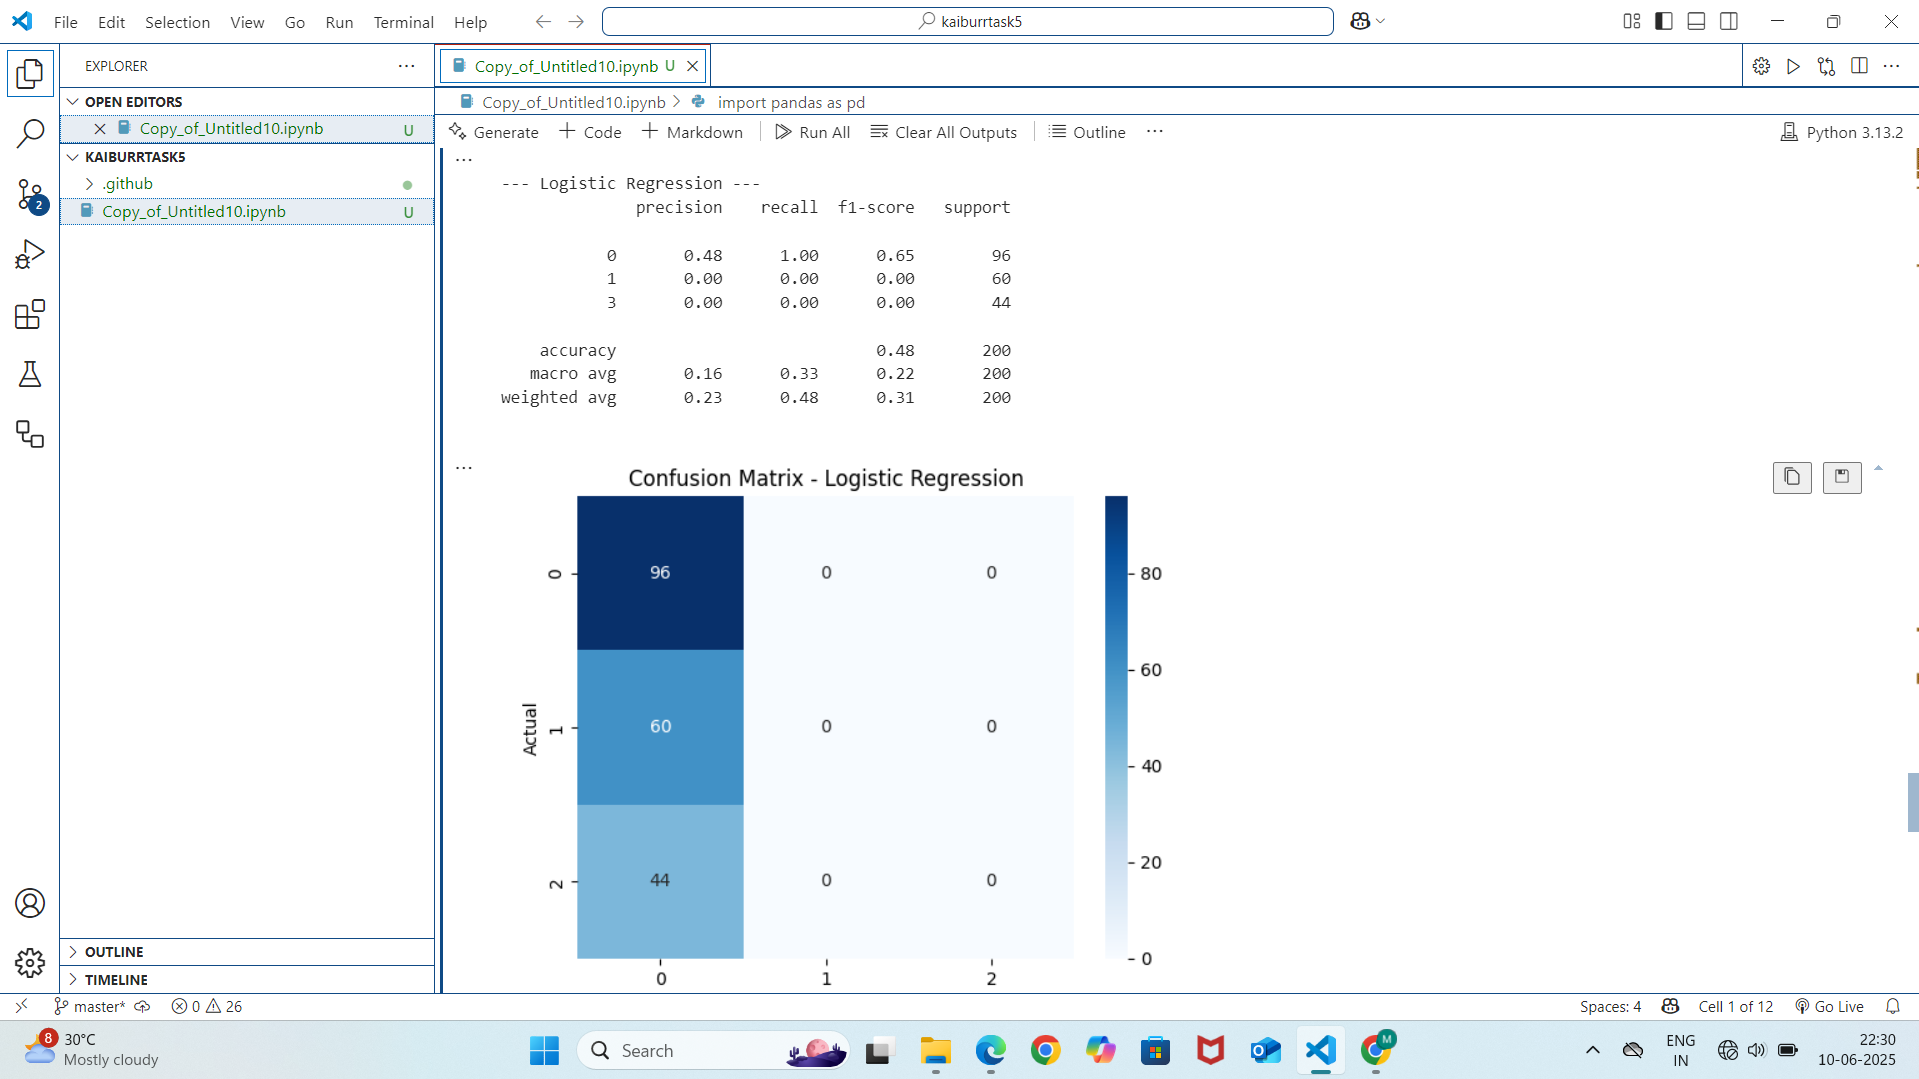 File Edit Selection View Go Run Terminal Help
kaiburrtask5
EXPLORER
OPEN EDITORS
Copy_of_Untitled10.ipynb U
KAIBURRTASK5
.github
Copy_of_Untitled10.ipynb U
OUTLINE
TIMELINE
2
Copy_of_Untitled10.ipynb U
Copy_of_Untitled10.ipynb import pandas as pd
Generate Code Markdown Run All Clear All Outputs Outline Python 3.13.2
--- Logistic Regression ---
precision recall f1-score support
0 0.48 1.00 0.65 96
1 0.00 0.00 0.00 60
3 0.00 0.00 0.00 44
accuracy 0.48 200
macro avg 0.16 0.33 0.22 200
weighted avg 0.23 0.48 0.31 200
Confusion Matrix - Logistic Regression
0 96 0 0
1 60 0 0
2 44 0 0
Actual
0 1 2
80
60
40
20
0
master* 0 26
Spaces: 4 Cell 1 of 12 Go Live
8
30°C
Mostly cloudy
Search
M
ENG
IN
22:30
10-06-2025